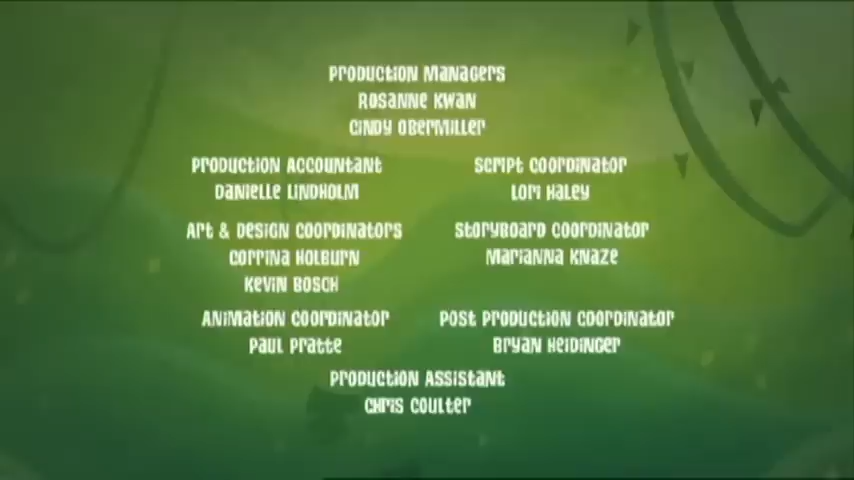 Production Managers
Rosanne Kwan
Cindy Obermiller
Production Accountant
Danielle Lindholm
Script Coordinator
Lori Haley
Art & Design Coordinators
Corrina Holburn
Kevin Bosch
Storyboard Coordinator
Marianna Knaze
Animation Coordinator
Paul Pratte
Post Production Coordinator
Bryan Heidinger
Production Assistant
Chris Coulter